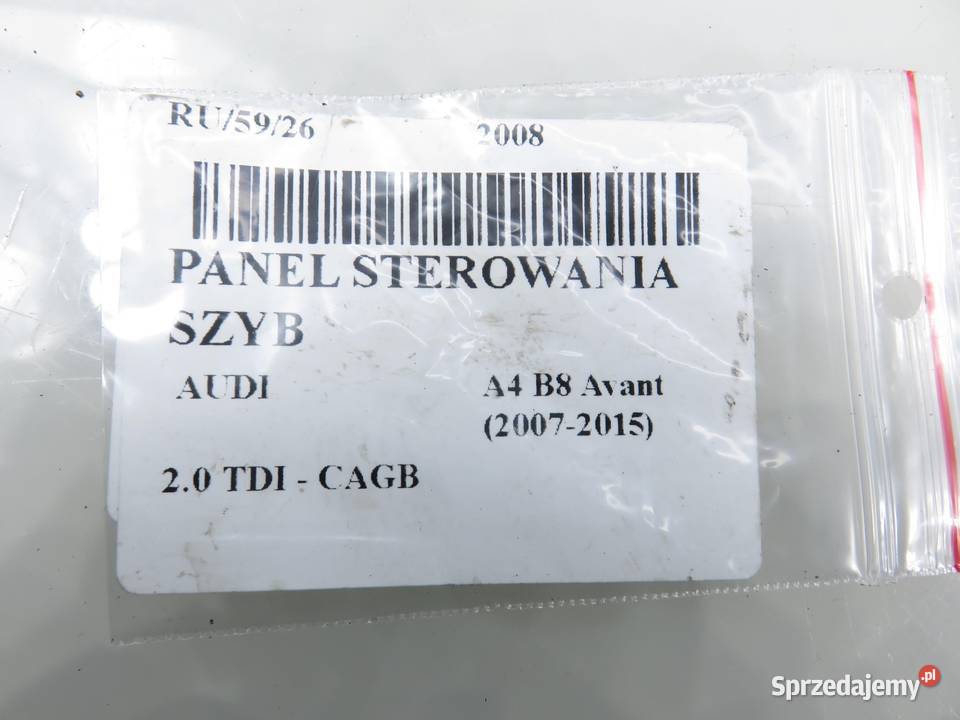 RU/59/26 2008
PANEL STEROWANIA
SZYB
AUDI A4 B8 Avant
(2007-2015)
2.0 TDI - CAGB
Sprzedajemy.pl